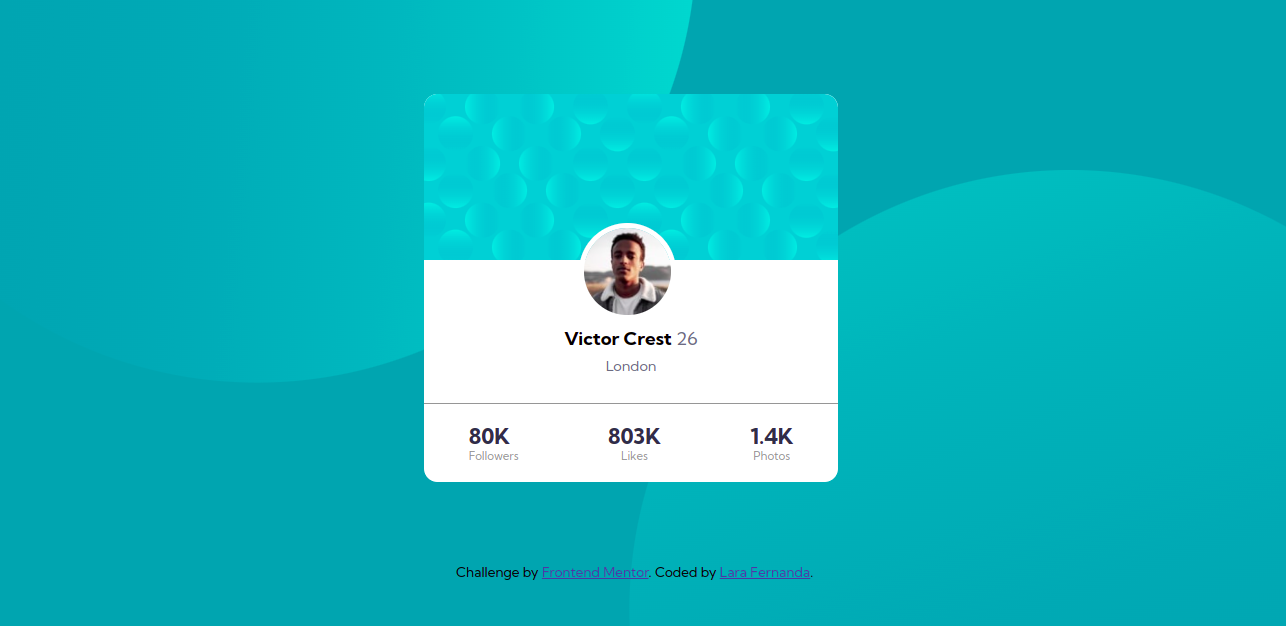 Victor Crest 26
London
80K 803K 1.4K
Followers Likes Photos
Challenge by Frontend Mentor. Coded by Lara Fernanda.